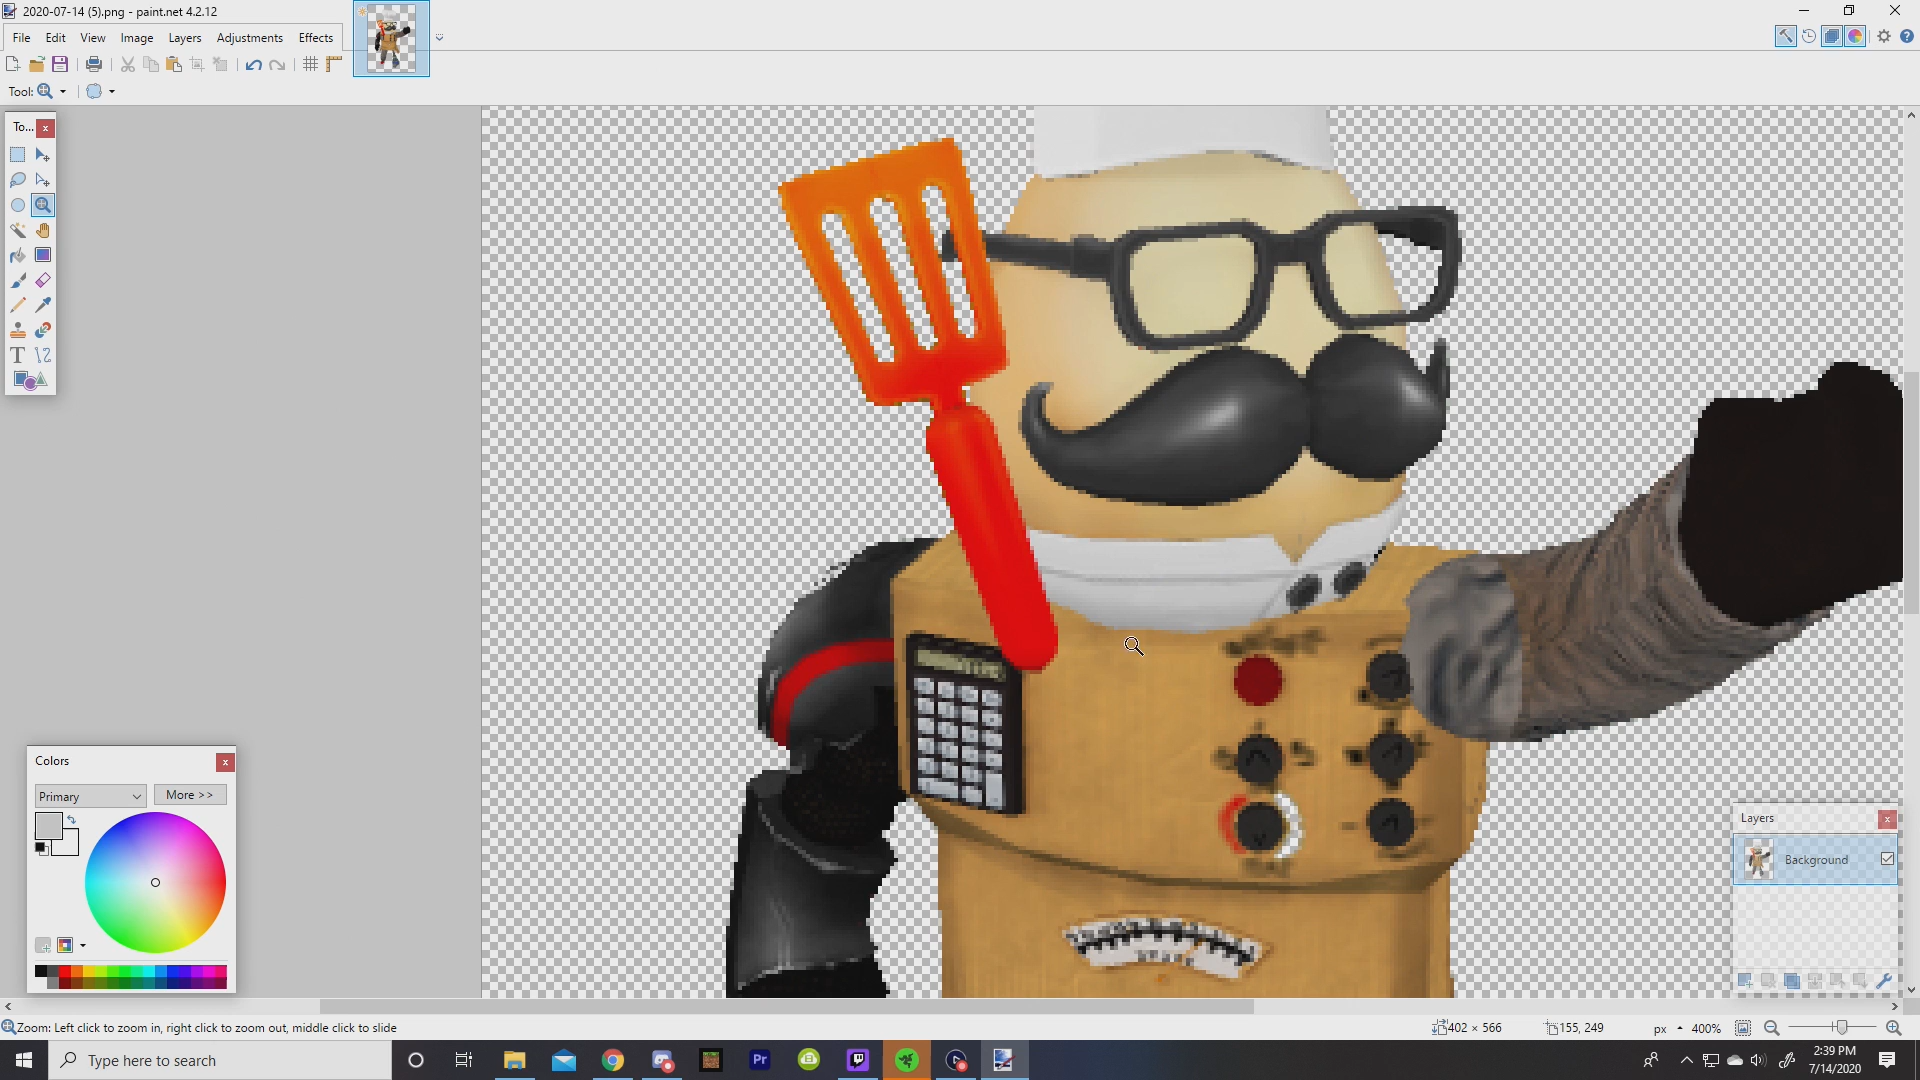 2020-07-14 (5).png - paint.net 4.2.12
File Edit View Image Layers Adjustments Effects
Tool:
To...
Colors
Primary
More >>
Layers
Background
Zoom: Left click to zoom in, right click to zoom out, middle click to slide
402 × 566
155, 249
px
400%
Type here to search
Pr
2:39 PM
7/14/2020